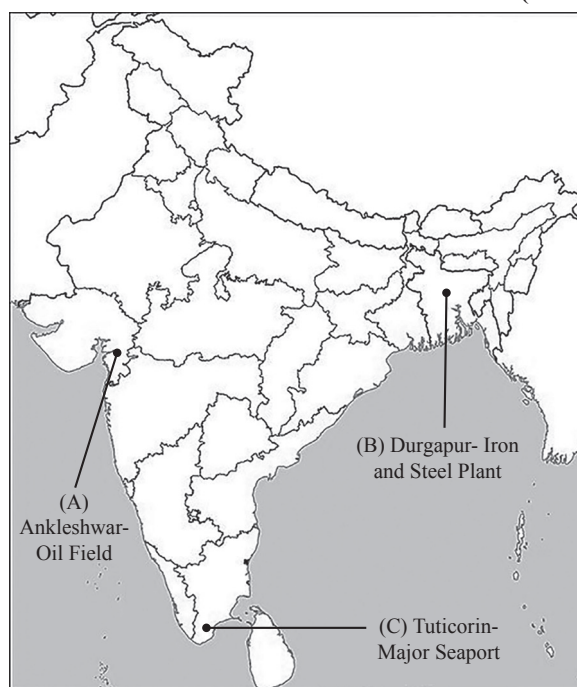 (
(B) Durgapur- Iron
and Steel Plant
(A)
Ankleshwar-
Oil Field
(C) Tuticorin-
Major Seaport